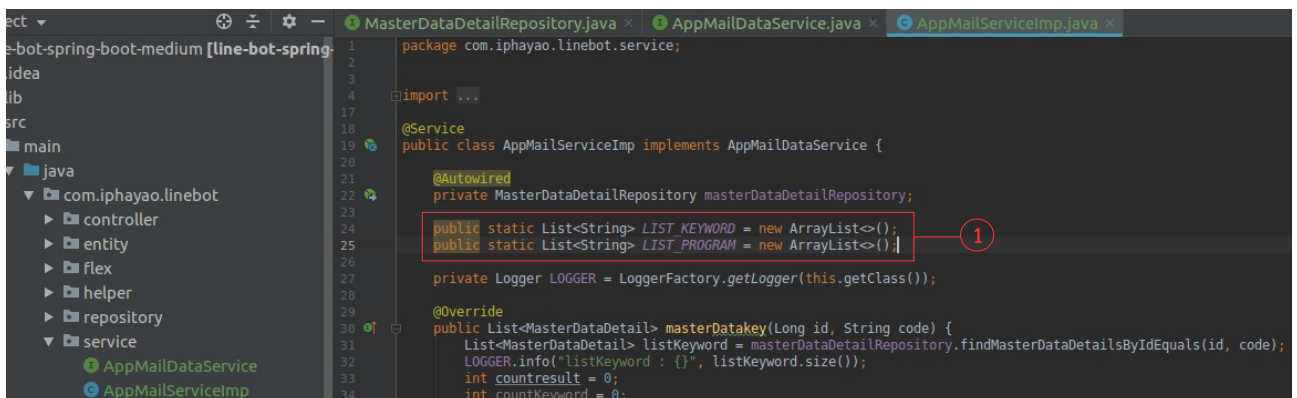 ect
MasterDataDetailRepository.java × AppMailDataService.java × AppMailServiceImp.java ×
e-bot-spring-boot-medium [line-bot-spring-
.idea
lib
src
main
java
com.iphayao.linebot
controller
entity
flex
helper
repository
service
AppMailDataService
AppMailServiceImp
1 package com.iphayao.linebot.service;
2
3
4 import ...
17
18 @Service
19 public class AppMailServiceImp implements AppMailDataService {
20
21 @Autowired
22 private MasterDataDetailRepository masterDataDetailRepository;
23
24 public static List<String> LIST_KEYWORD = new ArrayList<>();
25 public static List<String> LIST_PROGRAM = new ArrayList<>();
1
26
27 private Logger LOGGER = LoggerFactory.getLogger(this.getClass());
28
29 @Override
30 public List<MasterDataDetail> masterDatakey(Long id, String code) {
31 List<MasterDataDetail> listKeyword = masterDataDetailRepository.findMasterDataDetailsByIdEquals(id, code);
32 LOGGER.info("listKeyword : {}", listKeyword.size());
33 int countresult = 0;
34 int countKeyword = 0;